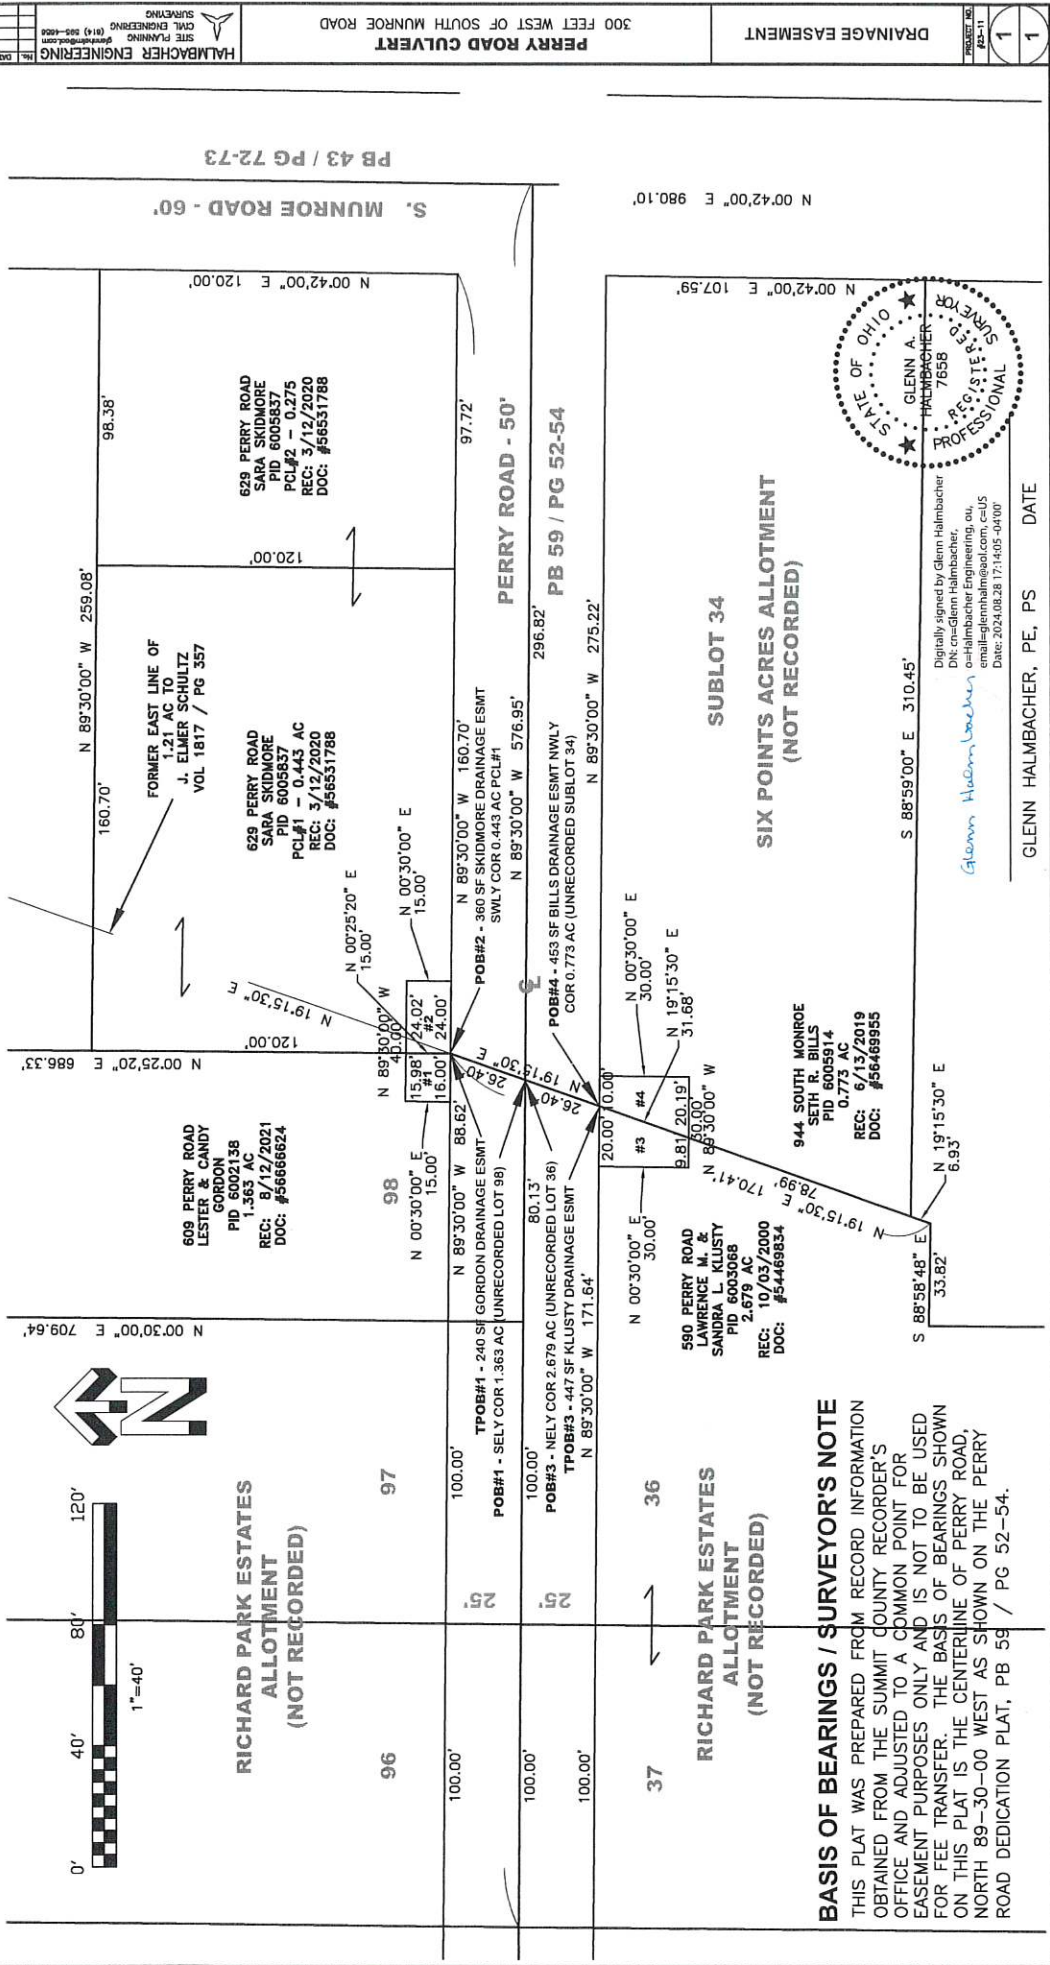 0'
40'
80'
120'
1"=40'
N
RICHARD PARK ESTATES
ALLOTMENT
(NOT RECORDED)
96
97
98
N 00°30'00" E 709.64'
609 PERRY ROAD
LESTER & CANDY
GORDON
PID 6002138
1.363 AC
REC: 8/12/2021
DOC: #56666624
N 00°25'20" E 686.33'
120.00'
N 19°15'30" E
160.70'
N 89°30'00" W 259.08'
98.38'
FORMER EAST LINE OF
1.21 AC TO
J. ELMER SCHULTZ
VOL 1817 / PG 357
629 PERRY ROAD
SARA SKIDMORE
PID 6005837
PCL#1 - 0.443 AC
REC: 3/12/2020
DOC: #56531788
120.00'
629 PERRY ROAD
SARA SKIDMORE
PID 6005837
PCL#2 - 0.275
REC: 3/12/2020
DOC: #56531788
N 00°42'00" E 120.00'
S. MUNROE ROAD - 60'
PB 43 / PG 72-73
N 00°25'20" E
15.00'
N 00°30'00" E
15.00'
N 89°30'00" W
40.00'
15.98'
24.02'
#1
#2
16.00'
24.00'
N 00°30'00" E
15.00'
100.00'
100.00'
N 89°30'00" W 88.62'
N 89°30'00" W 160.70'
97.72'
POB#2 - 360 SF SKIDMORE DRAINAGE ESMT
SWLY COR 0.443 AC PCL#1
TPOB#1 - 240 SF GORDON DRAINAGE ESMT
POB#1 - SELY COR 1.363 AC (UNRECORDED LOT 98)
26.40'
N 19°15'30" E
26.40'
PERRY ROAD - 50'
PB 59 / PG 52-54
25'
25'
100.00'
100.00'
80.13'
N 89°30'00" W 576.95'
296.82'
POB#3 - NELY COR 2.679 AC (UNRECORDED LOT 36)
TPOB#3 - 447 SF KLUSTY DRAINAGE ESMT
POB#4 - 453 SF BILLS DRAINAGE ESMT NWLY
COR 0.773 AC (UNRECORDED SUBLOT 34)
100.00'
N 89°30'00" W 171.64'
N 89°30'00" W 275.22'
20.00'
10.00'
#3
#4
9.81'
20.19'
30.00'
N 89°30'00" W
N 00°30'00" E
30.00'
N 00°30'00" E
30.00'
N 19°15'30" E
31.68'
37
36
RICHARD PARK ESTATES
ALLOTMENT
(NOT RECORDED)
590 PERRY ROAD
LAWRENCE M. &
SANDRA L. KLUSTY
PID 6003068
2.679 AC
REC: 10/03/2000
DOC: #54469834
N 19°15'30" E 170.41'
78.99'
944 SOUTH MONROE
SETH R. BILLS
PID 6005914
0.773 AC
REC: 6/13/2019
DOC: #56469955
SUBLOT 34
SIX POINTS ACRES ALLOTMENT
(NOT RECORDED)
N 00°42'00" E 107.59'
N 00°42'00" E 980.10'
S 88°59'00" E 310.45'
N 19°15'30" E
6.93'
S 88°58'48" E
33.82'
BASIS OF BEARINGS / SURVEYOR'S NOTE
THIS PLAT WAS PREPARED FROM RECORD INFORMATION
OBTAINED FROM THE SUMMIT COUNTY RECORDER'S
OFFICE AND ADJUSTED TO A COMMON POINT FOR
EASEMENT PURPOSES ONLY AND IS NOT TO BE USED
FOR FEE TRANSFER. THE BASIS OF BEARINGS SHOWN
ON THIS PLAT IS THE CENTERLINE OF PERRY ROAD,
NORTH 89-30-00 WEST AS SHOWN ON THE PERRY
ROAD DEDICATION PLAT, PB 59 / PG 52-54.
Glenn Halmbacher
Digitally signed by Glenn Halmbacher
DN: cn=Glenn Halmbacher,
o=Halmbacher Engineering, ou,
email=glennhalm@aol.com, c=US
Date: 2024.08.28 17:14:05 -04'00'
GLENN HALMBACHER, PE, PS DATE
STATE OF OHIO
GLENN A.
HALMBACHER
7658
REGISTERED
PROFESSIONAL SURVEYOR
HALMBACHER ENGINEERING
SITE PLANNING
CIVIL ENGINEERING
SURVEYING
glennhalm@aol.com
No.
PERRY ROAD CULVERT
300 FEET WEST OF SOUTH MUNROE ROAD
DRAINAGE EASEMENT
PROJECT NO.
#23-11
1
1